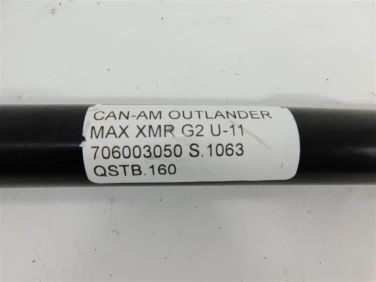 CAN-AM OUTLANDER
MAX XMR G2 U-11
706003050 S.1063
QSTB.160